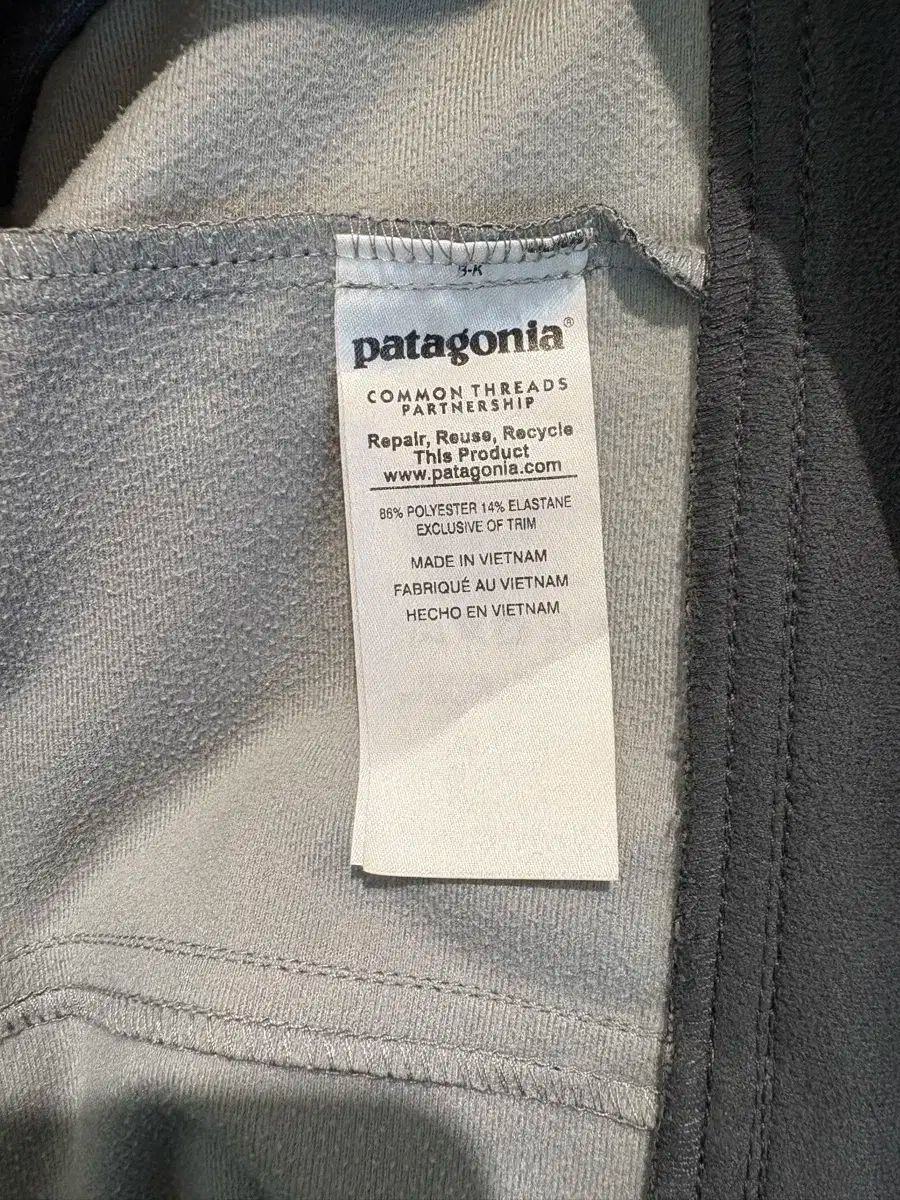 3-K
patagonia®
COMMON THREADS
PARTNERSHIP
Repair, Reuse, Recycle
This Product
www.patagonia.com
86% POLYESTER 14% ELASTANE
EXCLUSIVE OF TRIM
MADE IN VIETNAM
FABRIQUÉ AU VIETNAM
HECHO EN VIETNAM